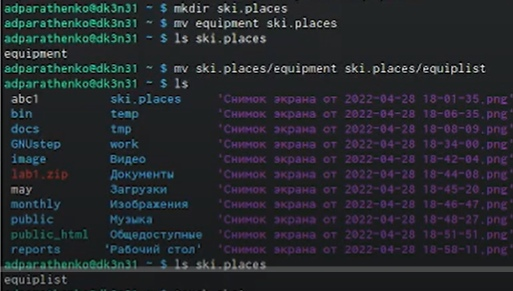 adparathenko@dk3n31 ~ $ mkdir ski.places
adparathenko@dk3n31 ~ $ mv equipment ski.places
adparathenko@dk3n31 ~ $ ls ski.places
equipment
adparathenko@dk3n31 ~ $ mv ski.places/equipment ski.places/equiplist
adparathenko@dk3n31 ~ $ ls
abc1 ski.places 'Снимок экрана от 2022-04-28 18-01-35.png'
bin temp 'Снимок экрана от 2022-04-28 18-06-35.png'
docs tmp 'Снимок экрана от 2022-04-28 18-08-09.png'
GNUstep work 'Снимок экрана от 2022-04-28 18-34-00.png'
image Видео 'Снимок экрана от 2022-04-28 18-42-04.png'
lab1.zip Документы 'Снимок экрана от 2022-04-28 18-44-08.png'
may Загрузки 'Снимок экрана от 2022-04-28 18-45-20.png'
monthly Изображения 'Снимок экрана от 2022-04-28 18-46-47.png'
public Музыка 'Снимок экрана от 2022-04-28 18-48-27.png'
public_html Общедоступные 'Снимок экрана от 2022-04-28 18-51-51.png'
reports 'Рабочий стол' 'Снимок экрана от 2022-04-28 18-58-11.png'
adparathenko@dk3n31 ~ $ ls ski.places
equiplist